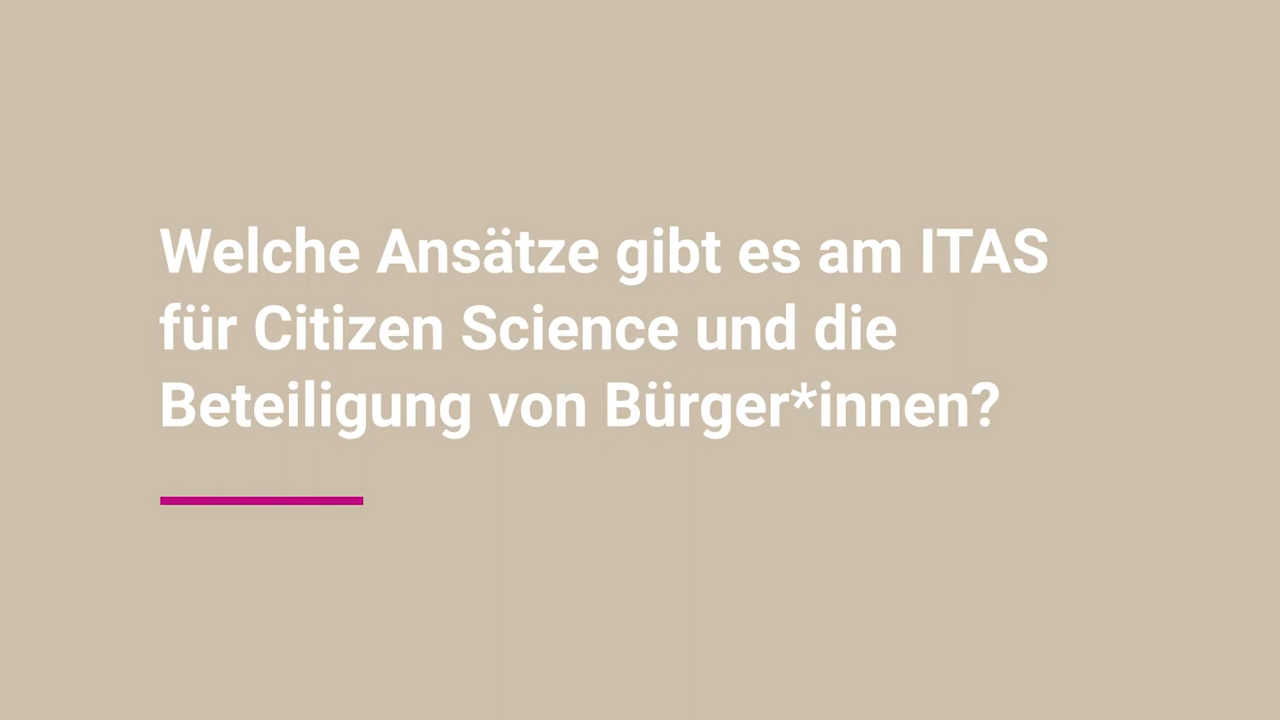 Welche Ansätze gibt es am ITAS
für Citizen Science und die
Beteiligung von Bürger*innen?